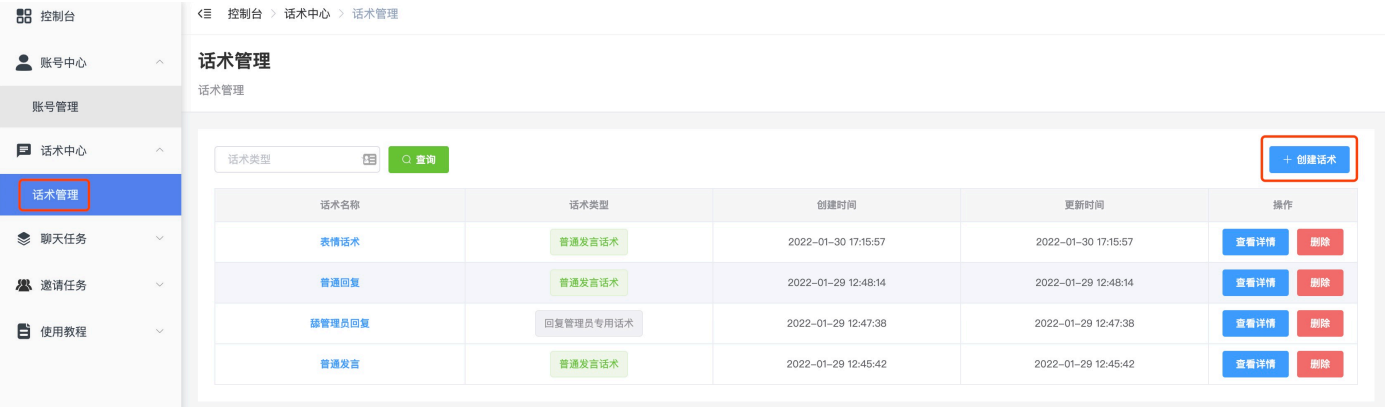 控制台
账号中心
账号管理
话术中心
话术管理
聊天任务
邀请任务
使用教程
控制台 > 话术中心 > 话术管理
话术管理
话术管理
话术类型 查询 + 创建话术
话术名称 话术类型 创建时间 更新时间 操作
表情话术 普通发言话术 2022-01-30 17:15:57 2022-01-30 17:15:57 查看详情 删除
普通回复 普通发言话术 2022-01-29 12:48:14 2022-01-29 12:48:14 查看详情 删除
舔管理员回复 回复管理员专用话术 2022-01-29 12:47:38 2022-01-29 12:47:38 查看详情 删除
普通发言 普通发言话术 2022-01-29 12:45:42 2022-01-29 12:45:42 查看详情 删除